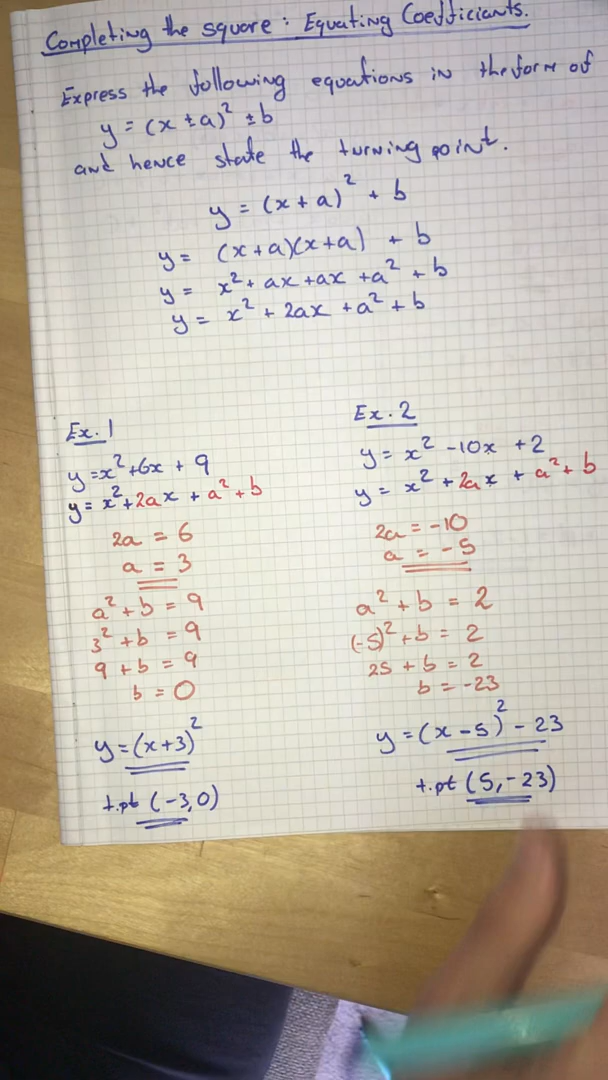 Completing the square: Equating Coefficients.
Express the following equations in the form of
y = (x ± a)² ± b
and hence state the turning point.
y = (x + a)² + b
y = (x + a)(x + a) + b
y = x² + ax + ax + a² + b
y = x² + 2ax + a² + b
Ex. 1
y = x² + 6x + 9
y = x² + 2ax + a² + b
2a = 6
a = 3
a² + b = 9
3² + b = 9
9 + b = 9
b = 0
y = (x + 3)²
t.pt (-3, 0)
Ex. 2
y = x² - 10x + 2
y = x² + 2ax + a² + b
2a = -10
a = -5
a² + b = 2
(-5)² + b = 2
25 + b = 2
b = -23
y = (x - 5)² - 23
t.pt (5, -23)